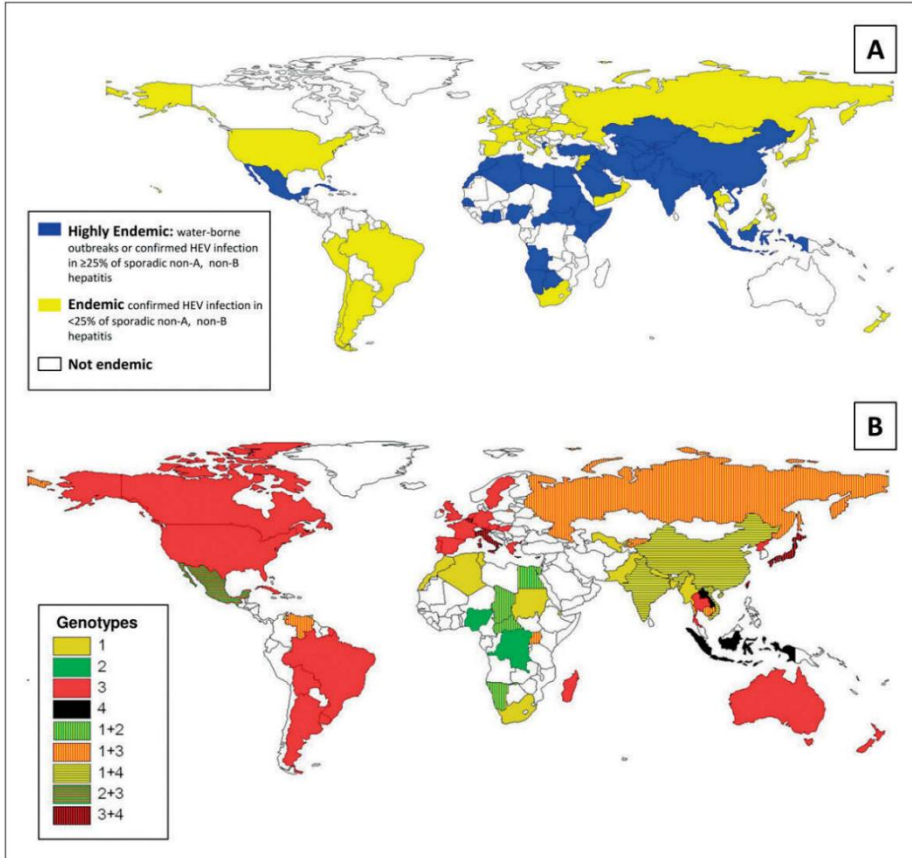 A
Highly Endemic: water-borne
outbreaks or confirmed HEV infection
in ≥25% of sporadic non-A, non-B
hepatitis
Endemic confirmed HEV infection in
<25% of sporadic non-A, non-B
hepatitis
Not endemic
B
Genotypes
1
2
3
4
1+2
1+3
1+4
2+3
3+4